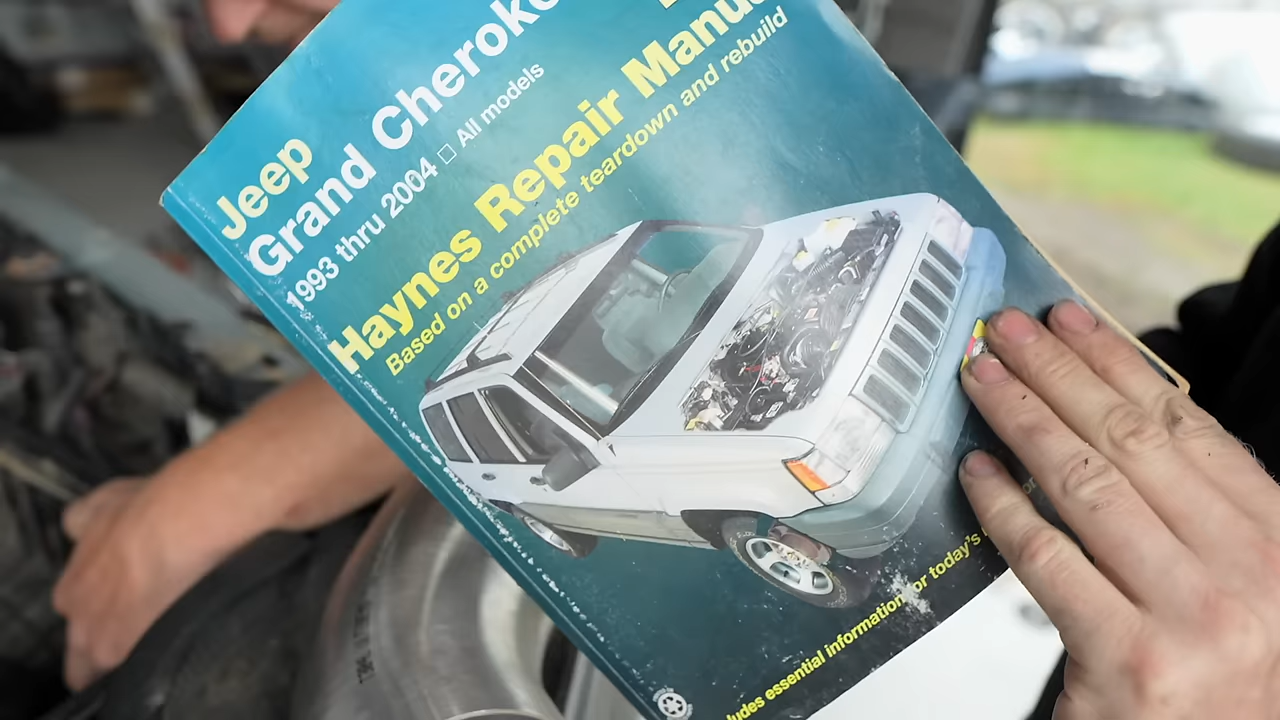 Jeep
Grand Cheroke
1993 thru 2004 □ All models
Haynes Repair Manu
Based on a complete teardown and rebuild
ludes essential information for today's